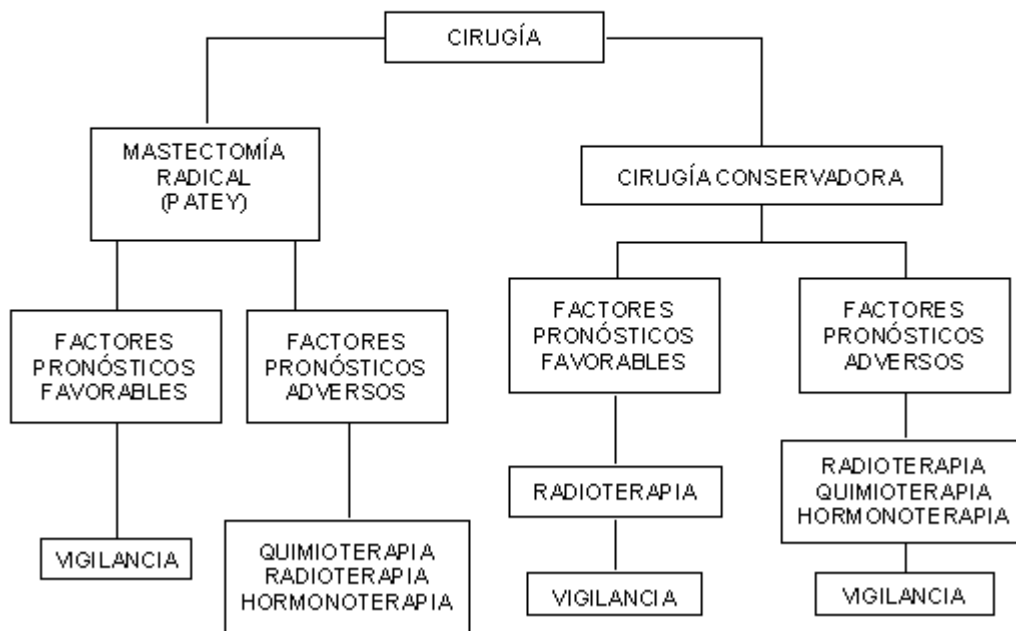 CIRUGÍA
MASTECTOMÍA
RADICAL
(PATEY)
CIRUGÍA CONSERVADORA
FACTORES
PRONÓSTICOS
FAVORABLES
FACTORES
PRONÓSTICOS
ADVERSOS
FACTORES
PRONÓSTICOS
FAVORABLES
FACTORES
PRONÓSTICOS
ADVERSOS
VIGILANCIA
QUIMIOTERAPIA
RADIOTERAPIA
HORMONOTERAPIA
RADIOTERAPIA
VIGILANCIA
RADIOTERAPIA
QUIMIOTERAPIA
HORMONOTERAPIA
VIGILANCIA